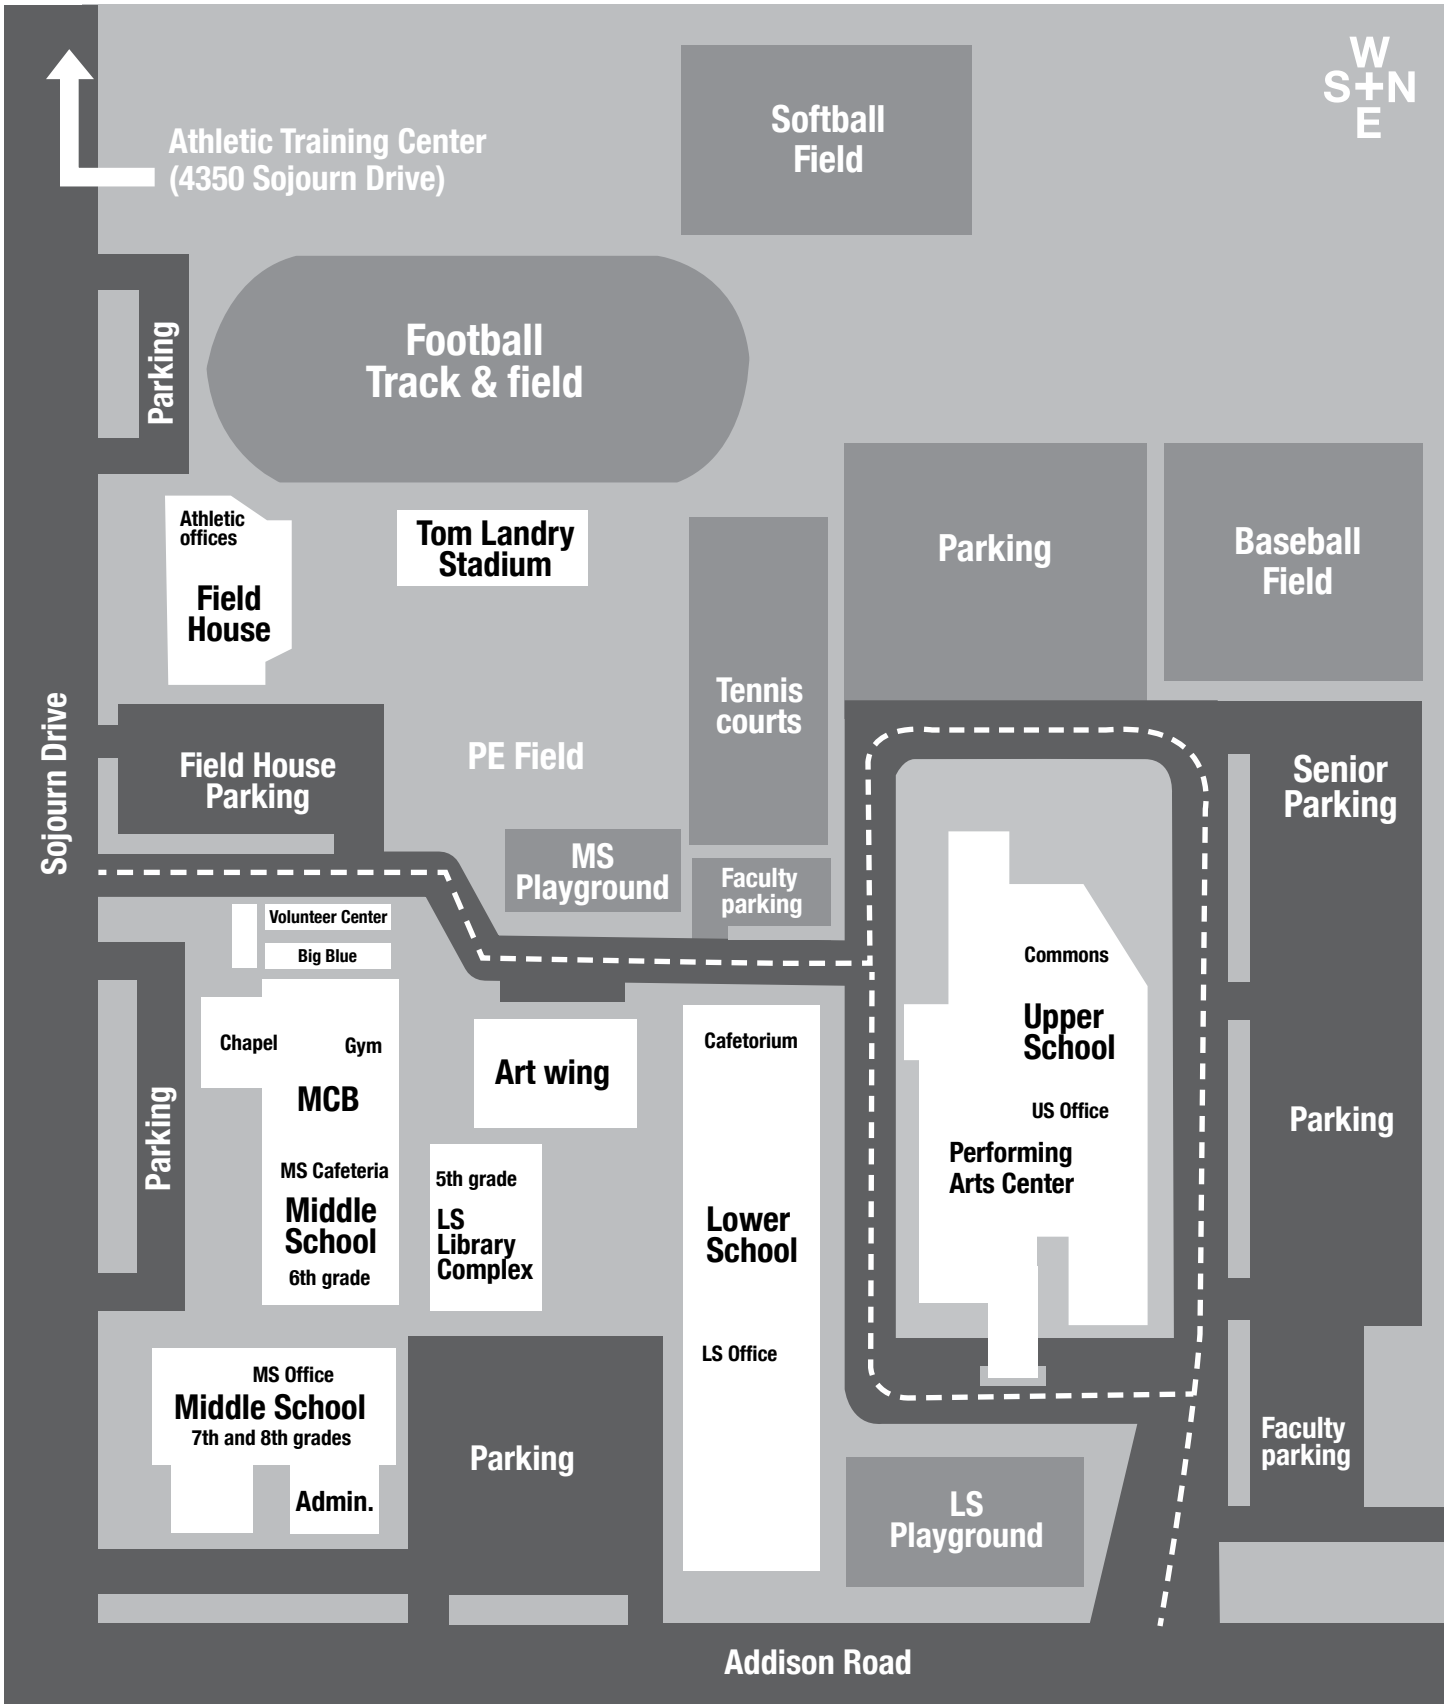 W
S+N
E
Athletic Training Center
(4350 Sojourn Drive)
Softball
Field
Parking
Football
Track & field
Athletic
offices
Field
House
Tom Landry
Stadium
Parking
Baseball
Field
Tennis
courts
Sojourn Drive
Field House
Parking
PE Field
Senior
Parking
MS
Playground
Faculty
parking
Volunteer Center
Big Blue
Chapel
Gym
MCB
Parking
MS Cafeteria
Middle
School
6th grade
Art wing
5th grade
LS
Library
Complex
Cafetorium
Lower
School
LS Office
Commons
Upper
School
US Office
Performing
Arts Center
Parking
MS Office
Middle School
7th and 8th grades
Admin.
Parking
LS
Playground
Faculty
parking
Addison Road